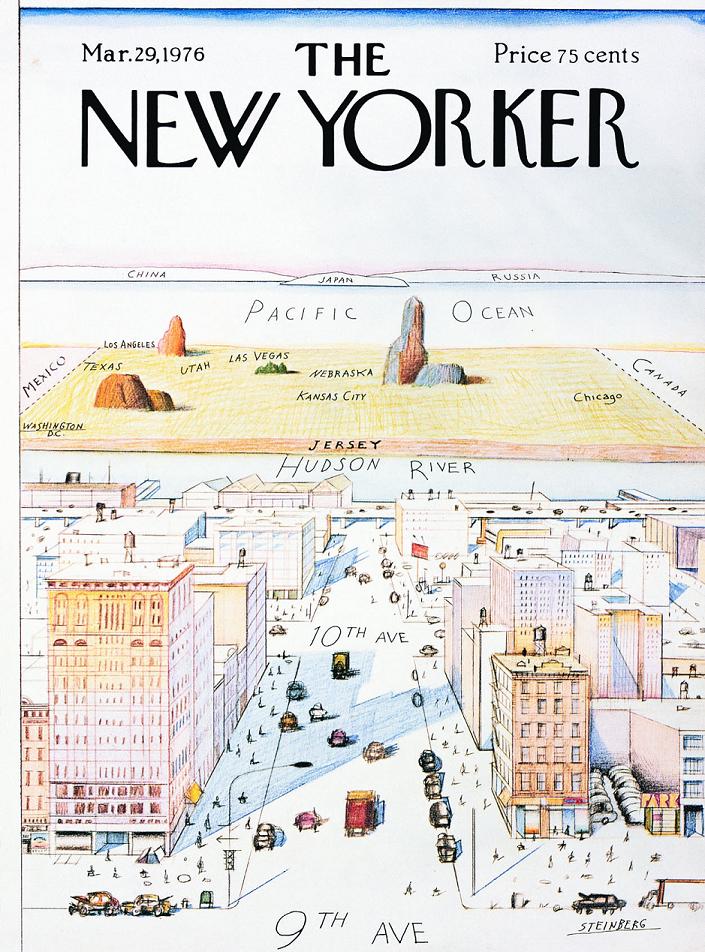 Mar.29,1976
THE
Price 75 cents
NEW YORKER
CHINA
JAPAN
RUSSIA
PACIFIC OCEAN
LOS ANGELES
MEXICO
TEXAS
UTAH
LAS VEGAS
NEBRASKA
CANADA
KANSAS CITY
Chicago
WASHINGTON
D.C.
JERSEY
HUDSON RIVER
10TH AVE
PARK
9TH AVE
STEINBERG